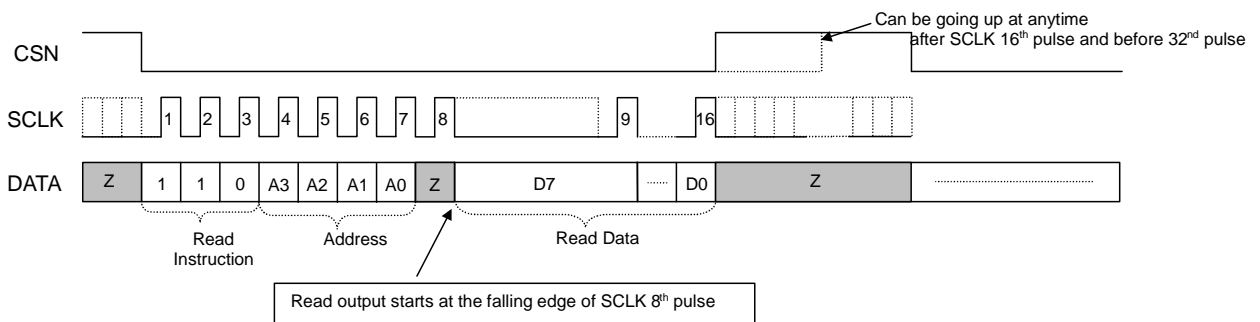 Can be going up at anytime
after SCLK 16th pulse and before 32nd pulse
CSN
SCLK 1 2 3 4 5 6 7 8 9 16
DATA Z 1 1 0 A3 A2 A1 A0 Z D7 ...... D0 Z
Read Instruction
Address
Read Data
Read output starts at the falling edge of SCLK 8th pulse